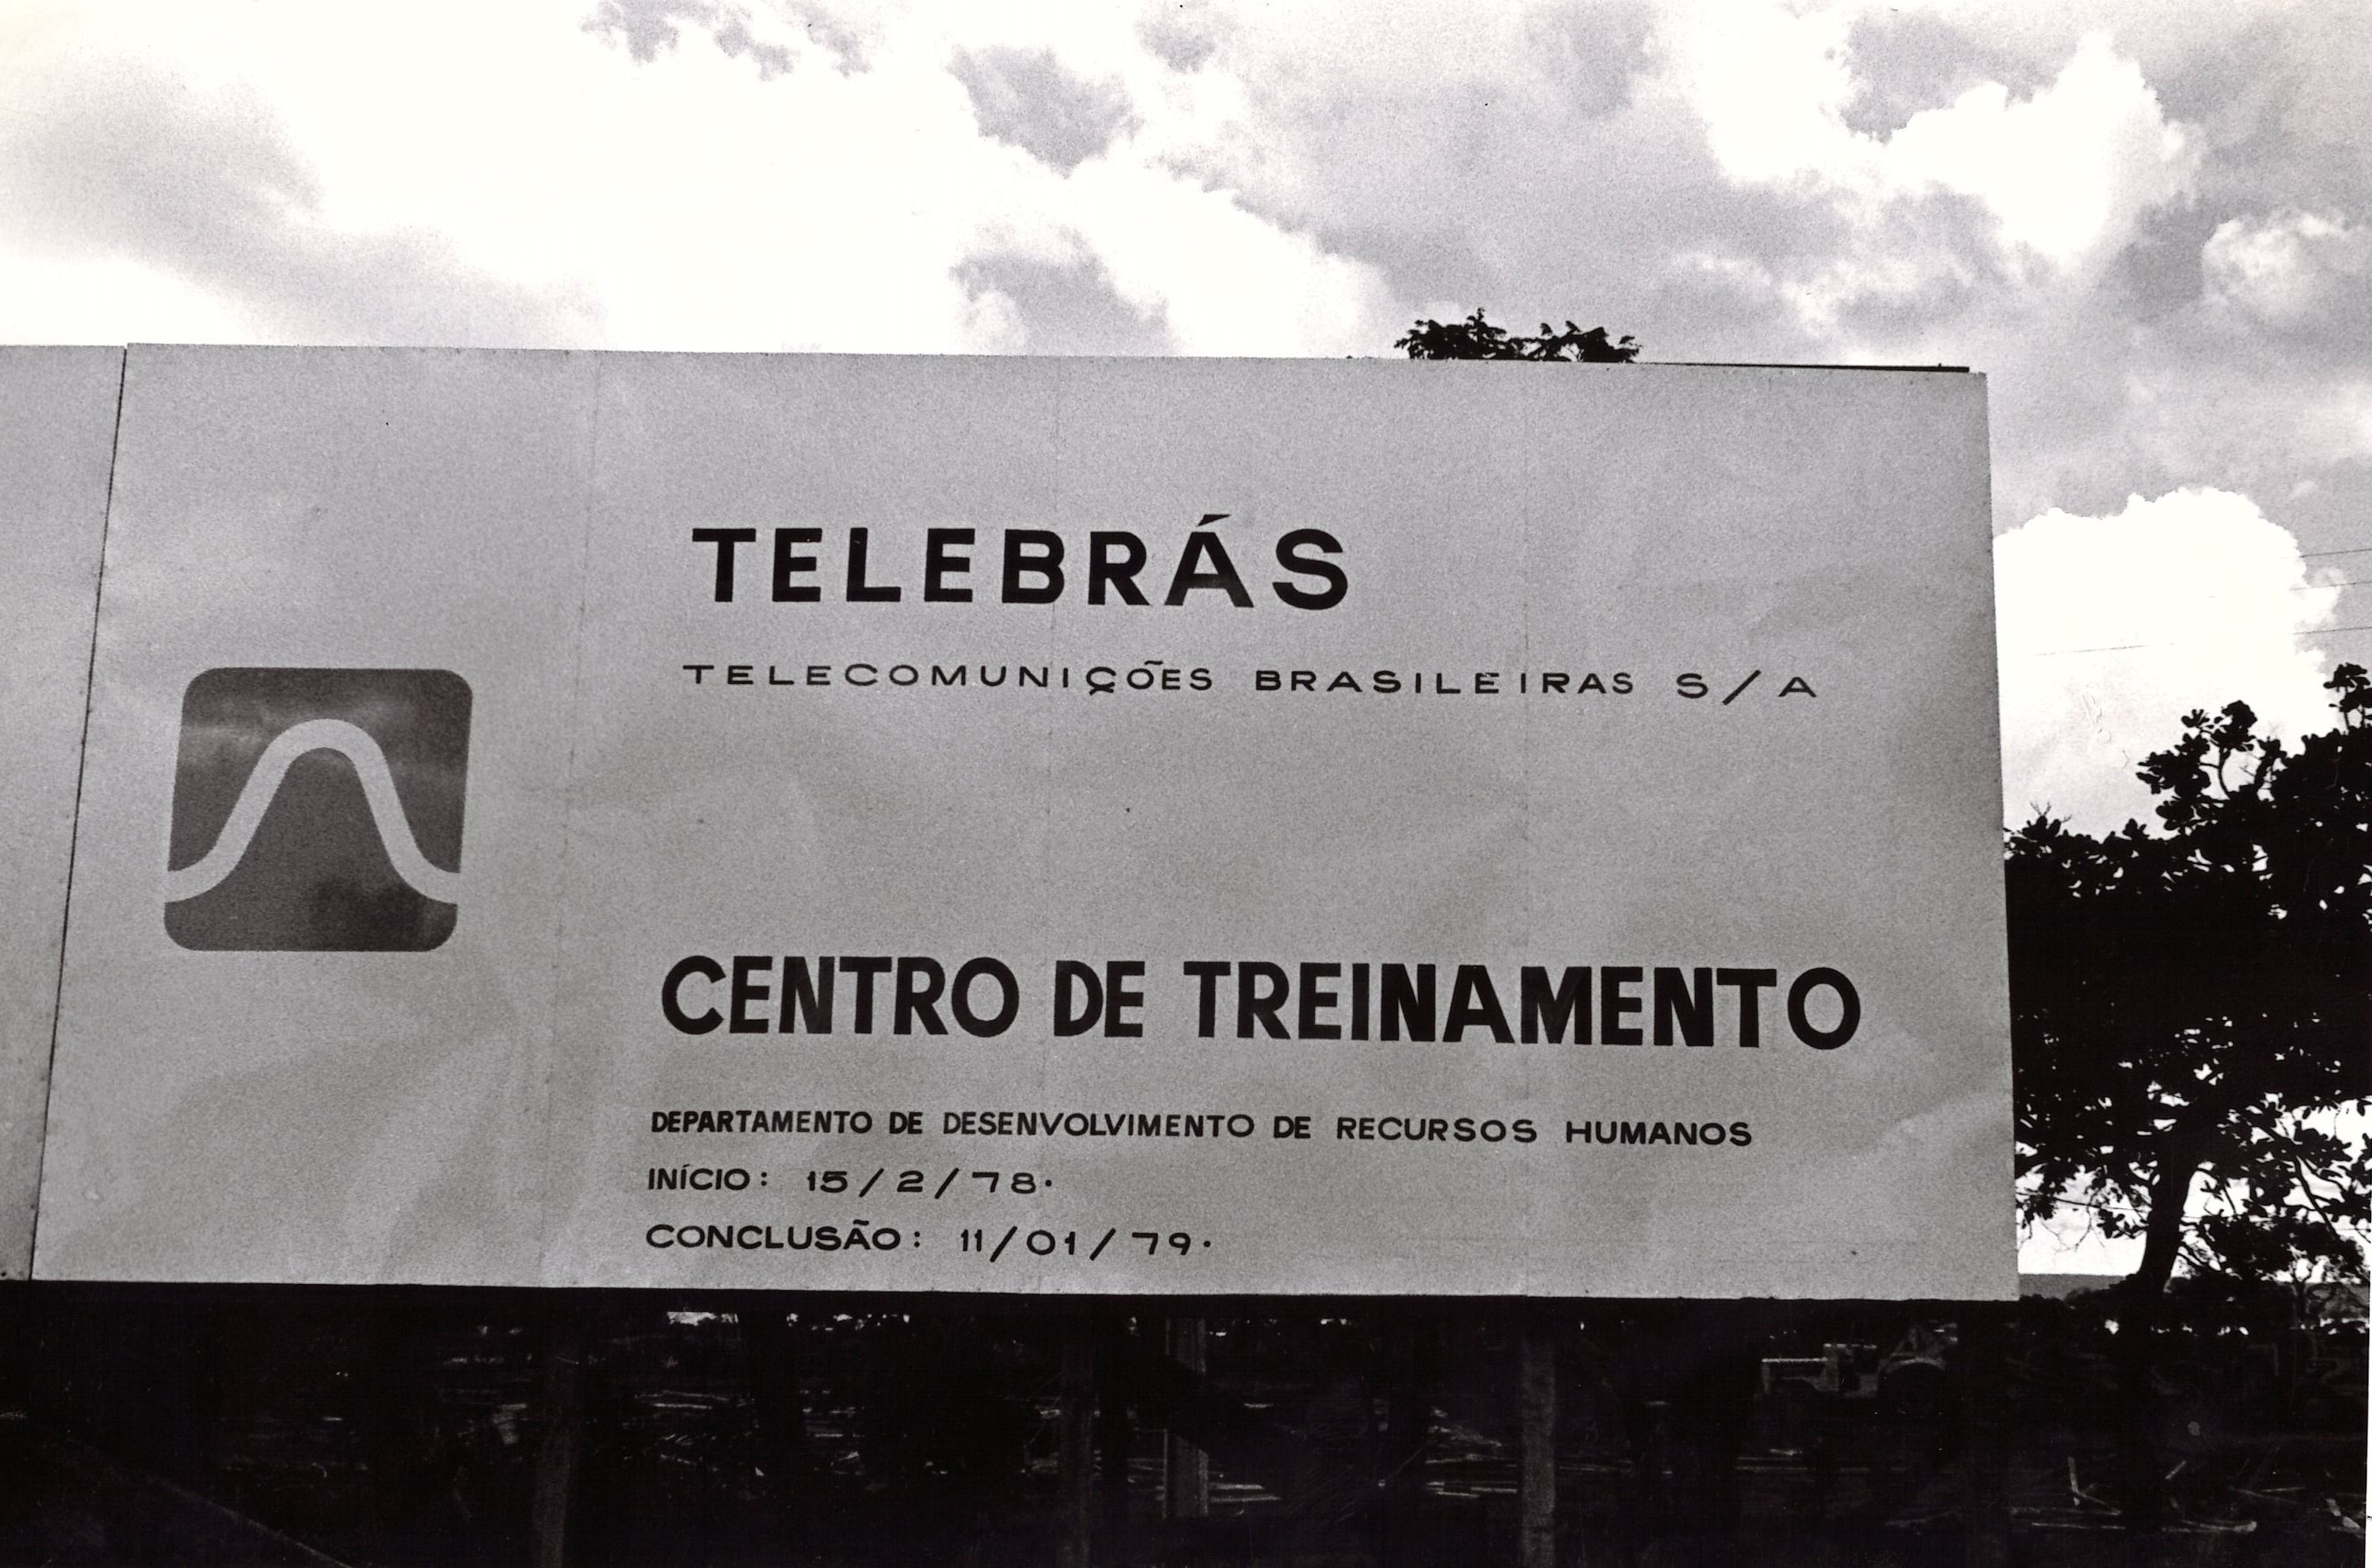 TELEBRÁS
TELECOMUNIÇÕES BRASILEIRAS S/A
CENTRO DE TREINAMENTO
DEPARTAMENTO DE DESENVOLVIMENTO DE RECURSOS HUMANOS
INÍCIO: 15/2/78.
CONCLUSÃO: 11/01/79.